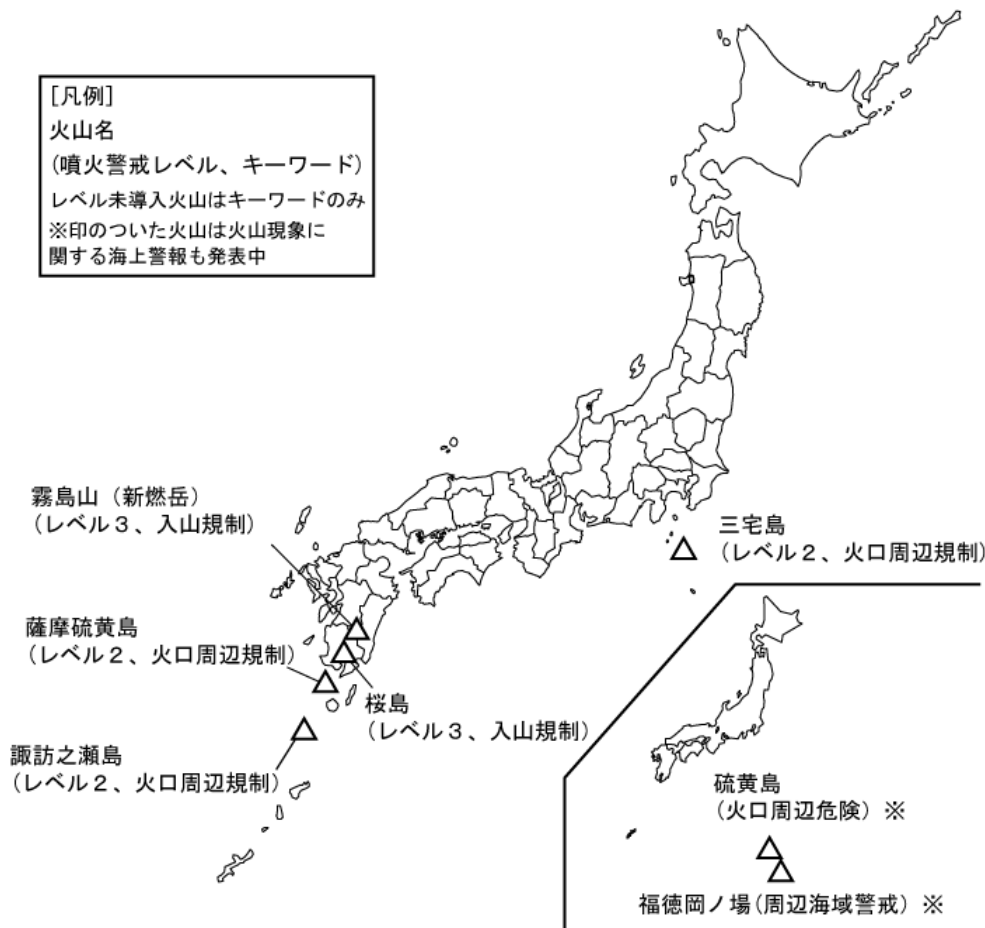 [凡例]
火山名
(噴火警戒レベル、キーワード)
レベル未導入火山はキーワードのみ
※印のついた火山は火山現象に
関する海上警報も発表中
霧島山（新燃岳）
（レベル３、入山規制）
三宅島
（レベル２、火口周辺規制）
薩摩硫黄島
（レベル２、火口周辺規制）
桜島
（レベル３、入山規制）
諏訪之瀬島
（レベル２、火口周辺規制）
硫黄島
（火口周辺危険）※
福徳岡ノ場(周辺海域警戒）※